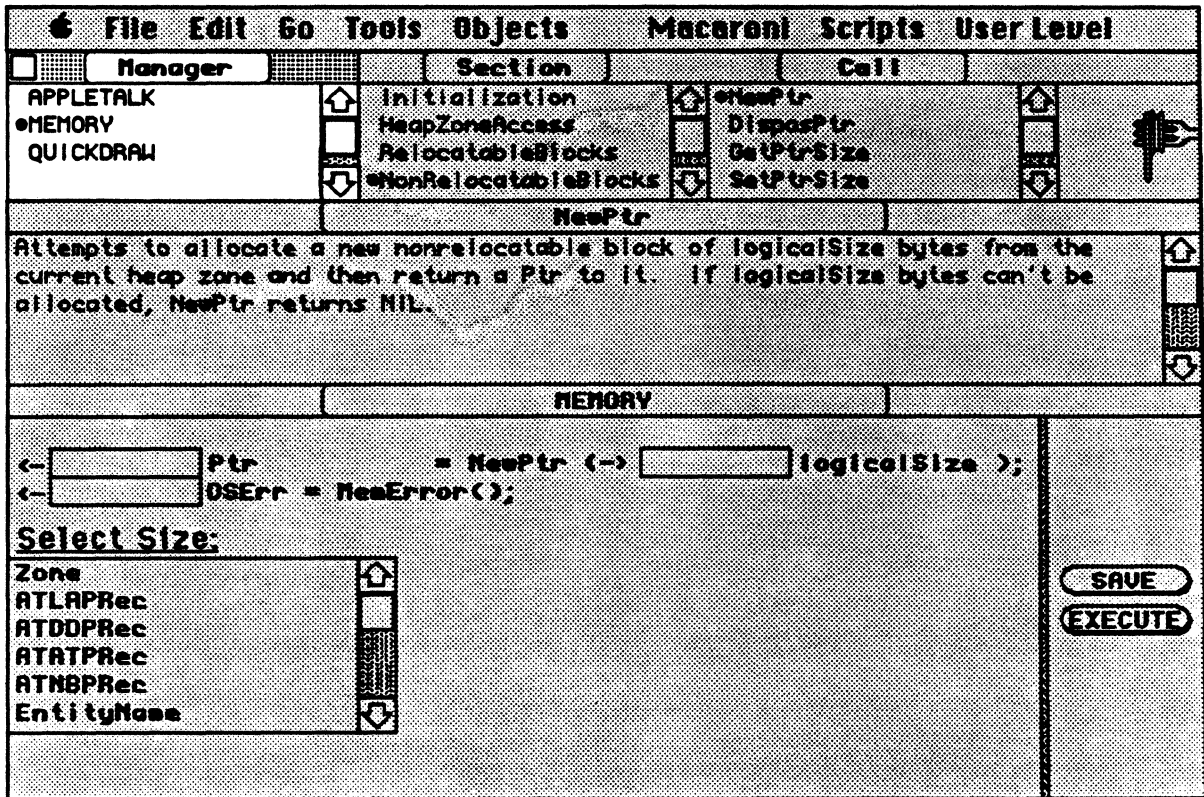 File Edit Go Tools Objects Macaroni Scripts User Level
Manager Section Call
APPLETALK
•MEMORY
QUICKDRAW
Initialization
HeapZoneAccess
RelocatableBlocks
•NonRelocatableBlocks
•NewPtr
DisposPtr
GetPtrSize
SetPtrSize
NewPtr
Attempts to allocate a new nonrelocatable block of logicalSize bytes from the
current heap zone and then return a Ptr to it. If logicalSize bytes can't be
allocated, NewPtr returns NIL.
MEMORY
<- Ptr = NewPtr (-> logicalSize );
<- OSErr = MemError();
Select Size:
Zone
ATLAPRec
ATDDPRec
ATATPRec
ATNBPRec
EntityName
SAVE
EXECUTE